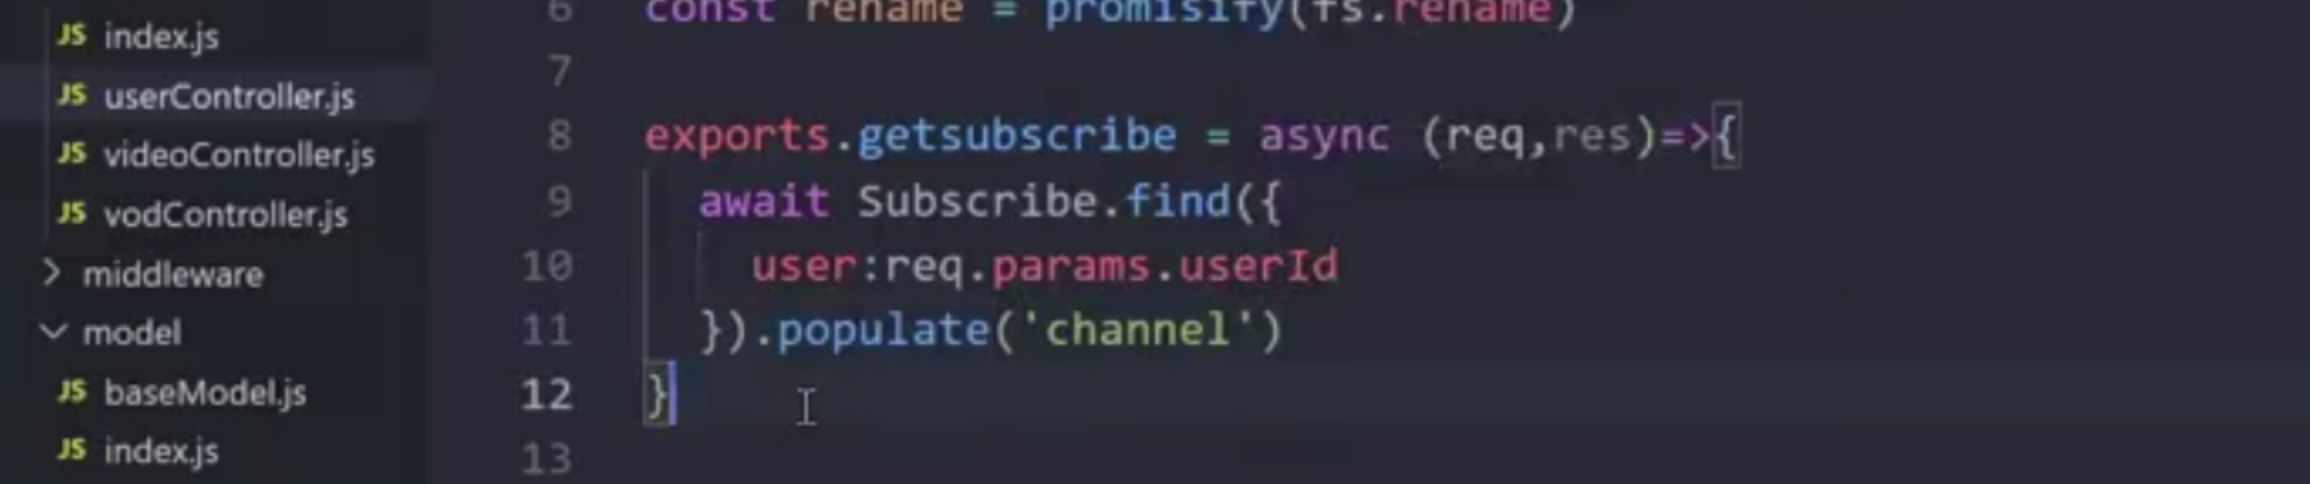 JS index.js
JS userController.js
JS videoController.js
JS vodController.js
middleware
model
JS baseModel.js
JS index.js
6 const rename = promisify(fs.rename)
7
8 exports.getsubscribe = async (req,res)=>{
9 await Subscribe.find({
10 user:req.params.userId
11 }).populate('channel')
12 }
13